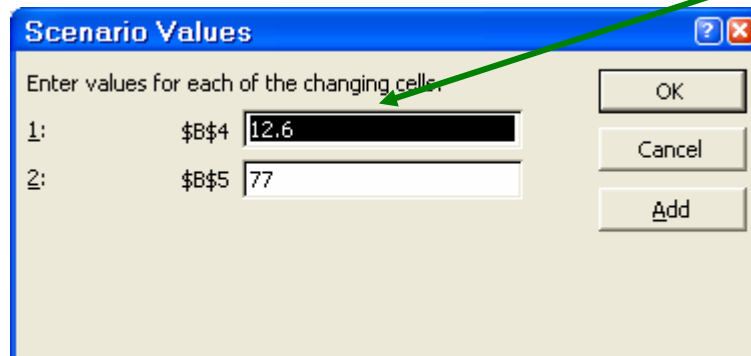 Scenario Values
Enter values for each of the changing cells.
OK
1: $B$4 12.6
Cancel
2: $B$5 77
Add